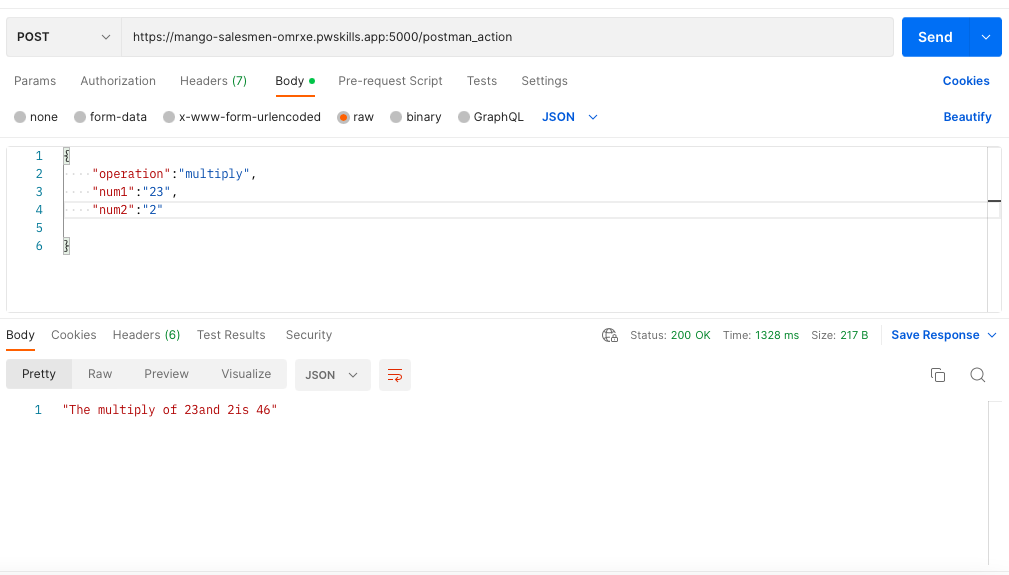 POST https://mango-salesmen-omrxe.pwskills.app:5000/postman_action Send
Params Authorization Headers (7) Body Pre-request Script Tests Settings Cookies
none form-data x-www-form-urlencoded raw binary GraphQL JSON Beautify
1 {
2 ····"operation":"multiply",
3 ····"num1":"23",
4 ····"num2":"2"
5
6 }
Body Cookies Headers (6) Test Results Security Status: 200 OK Time: 1328 ms Size: 217 B Save Response
Pretty Raw Preview Visualize JSON
1 "The multiply of 23and 2is 46"